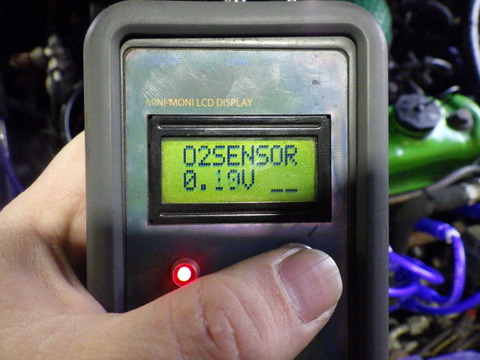 MINI-MONI LCD DISPLAY
O2SENSOR
0.19V __